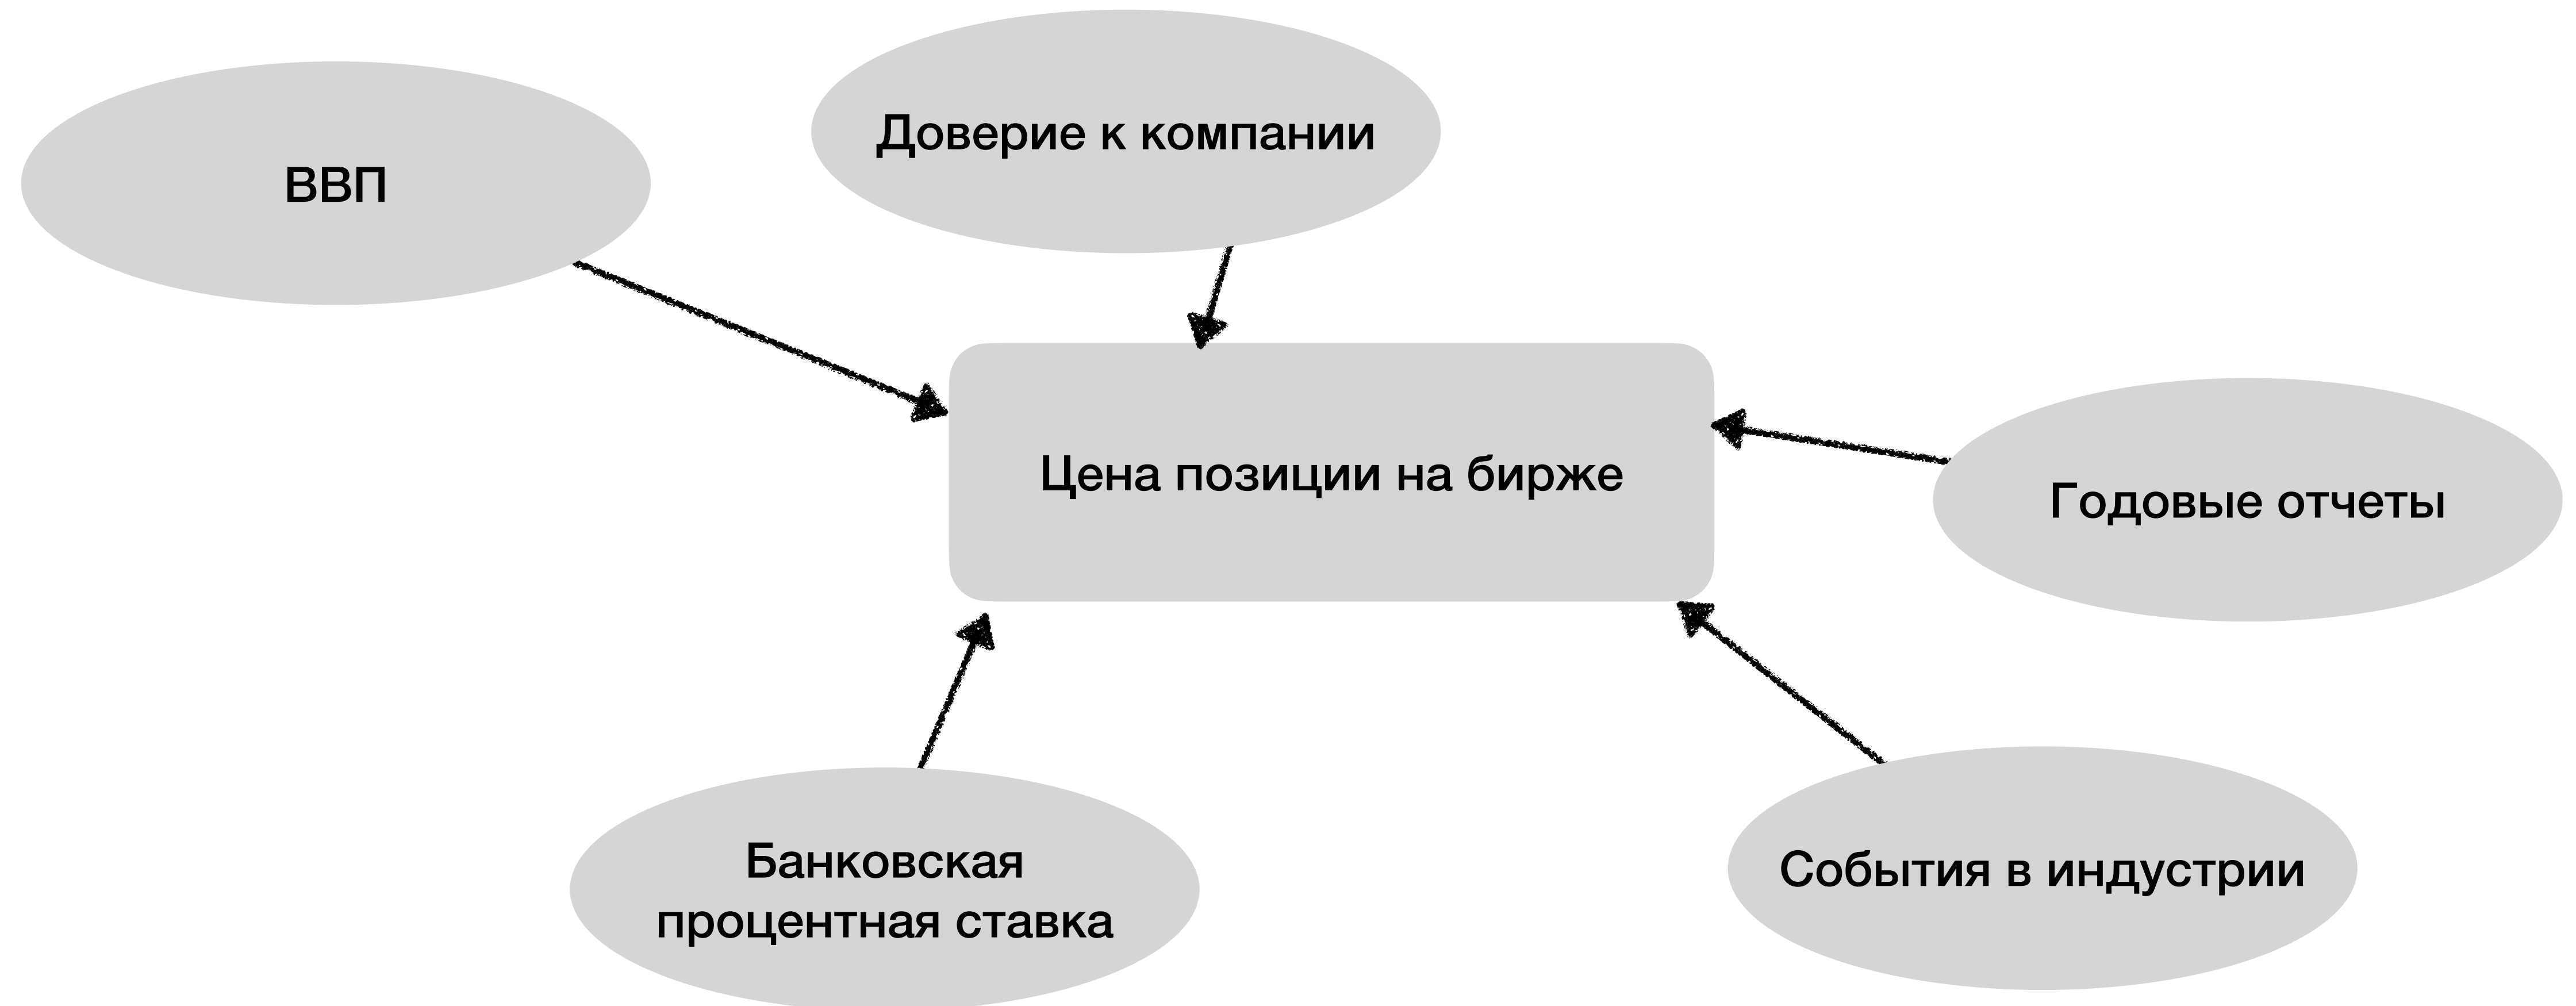 Доверие к компании
ВВП
Цена позиции на бирже
Годовые отчеты
Банковская
процентная ставка
События в индустрии